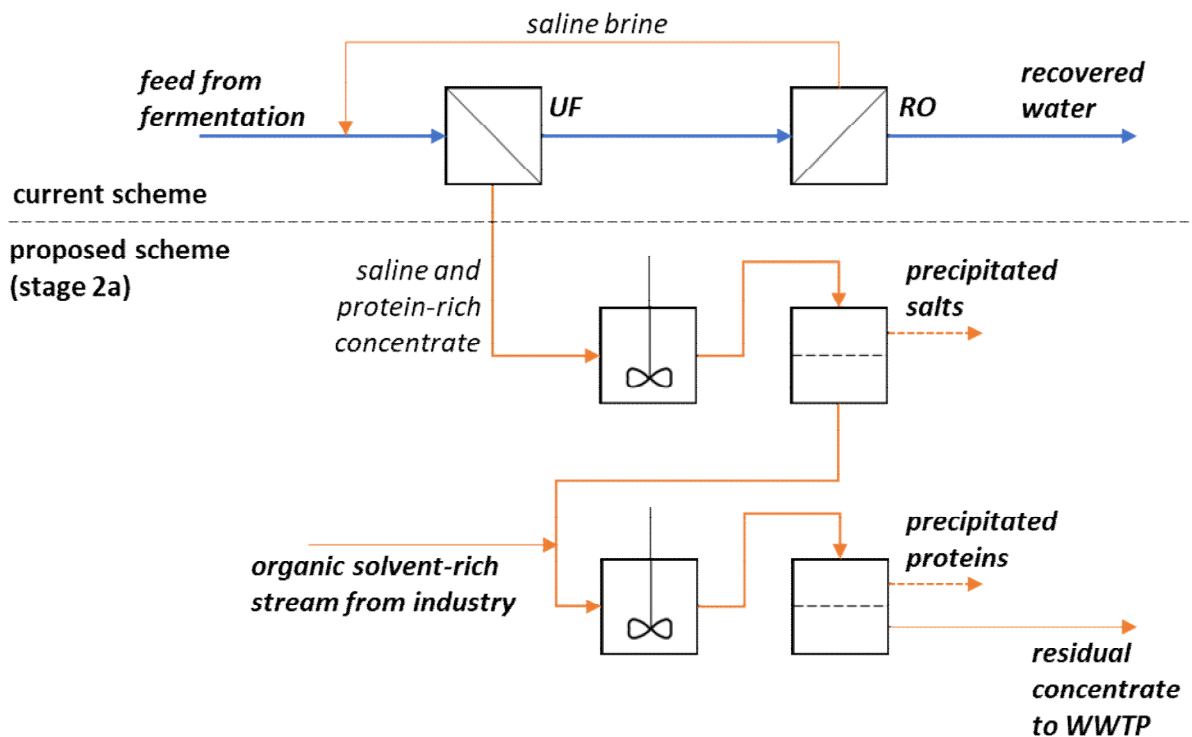 saline brine
feed from
fermentation
UF
RO
recovered
water
current scheme
proposed scheme
(stage 2a)
saline and
protein-rich
concentrate
precipitated
salts
organic solvent-rich
stream from industry
precipitated
proteins
residual
concentrate
to WWTP